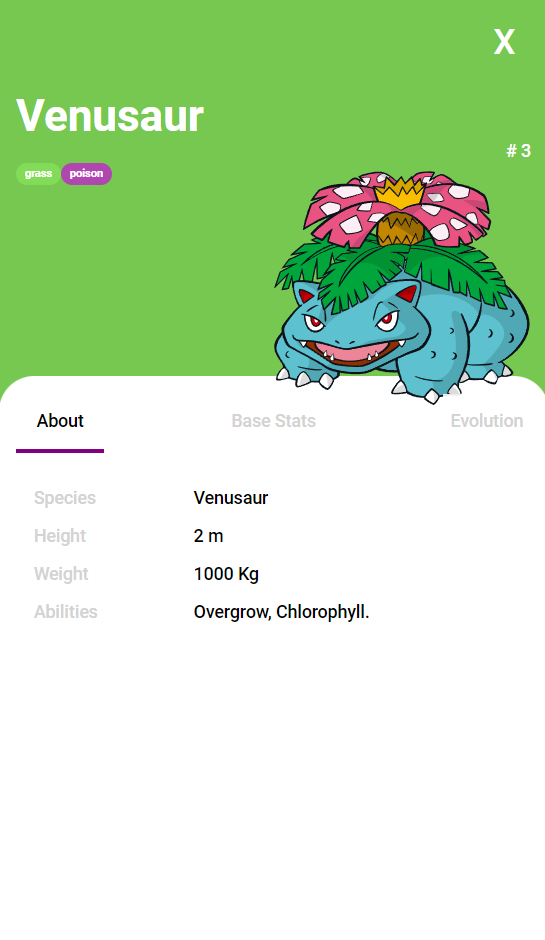 X
Venusaur
# 3
grass poison
About Base Stats Evolution
Species Venusaur
Height 2 m
Weight 1000 Kg
Abilities Overgrow, Chlorophyll.